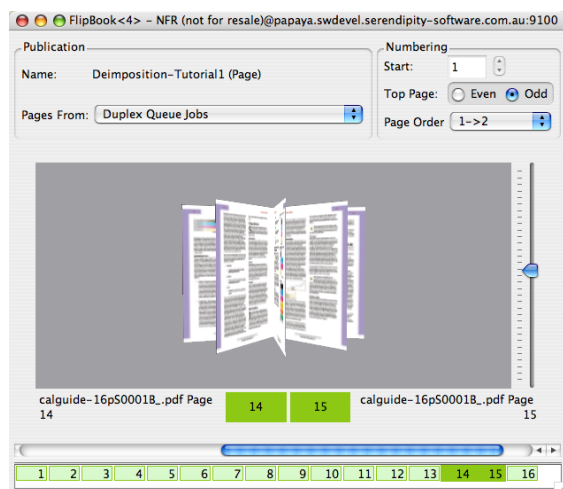 FlipBook<4> – NFR (not for resale)@papaya.swdevel.serendipity-software.com.au:9100
Publication
Name: Deimposition-Tutorial1 (Page)
Pages From: Duplex Queue Jobs
Numbering
Start: 1
Top Page: Even Odd
Page Order 1->2
calguide-16pS0001B_.pdf Page
14
14 15
calguide-16pS0001B_.pdf Page
15
1 2 3 4 5 6 7 8 9 10 11 12 13 14 15 16